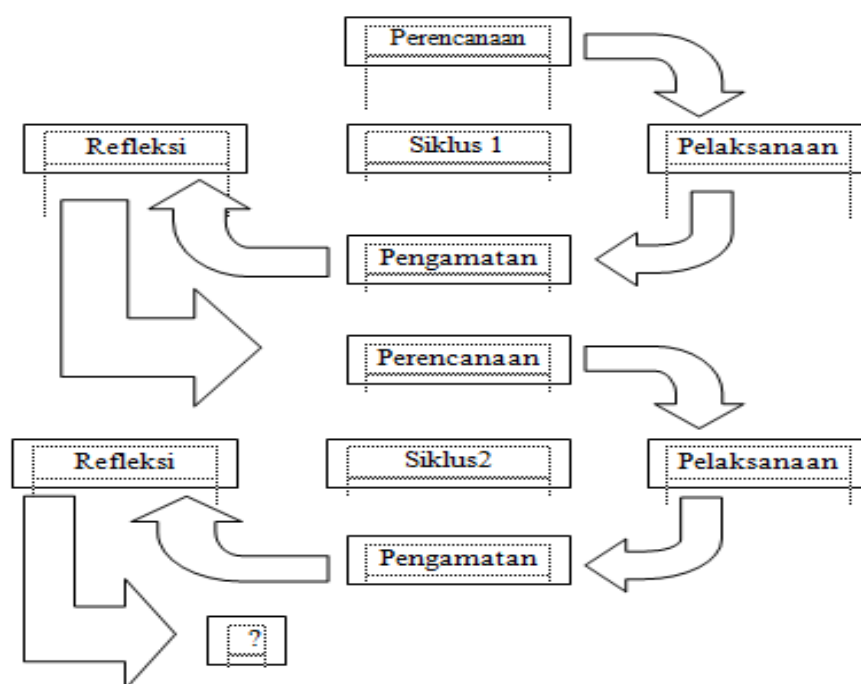 Perencanaan
Refleksi
Siklus 1
Pelaksanaan
Pengamatan
Perencanaan
Refleksi
Siklus2
Pelaksanaan
Pengamatan
?